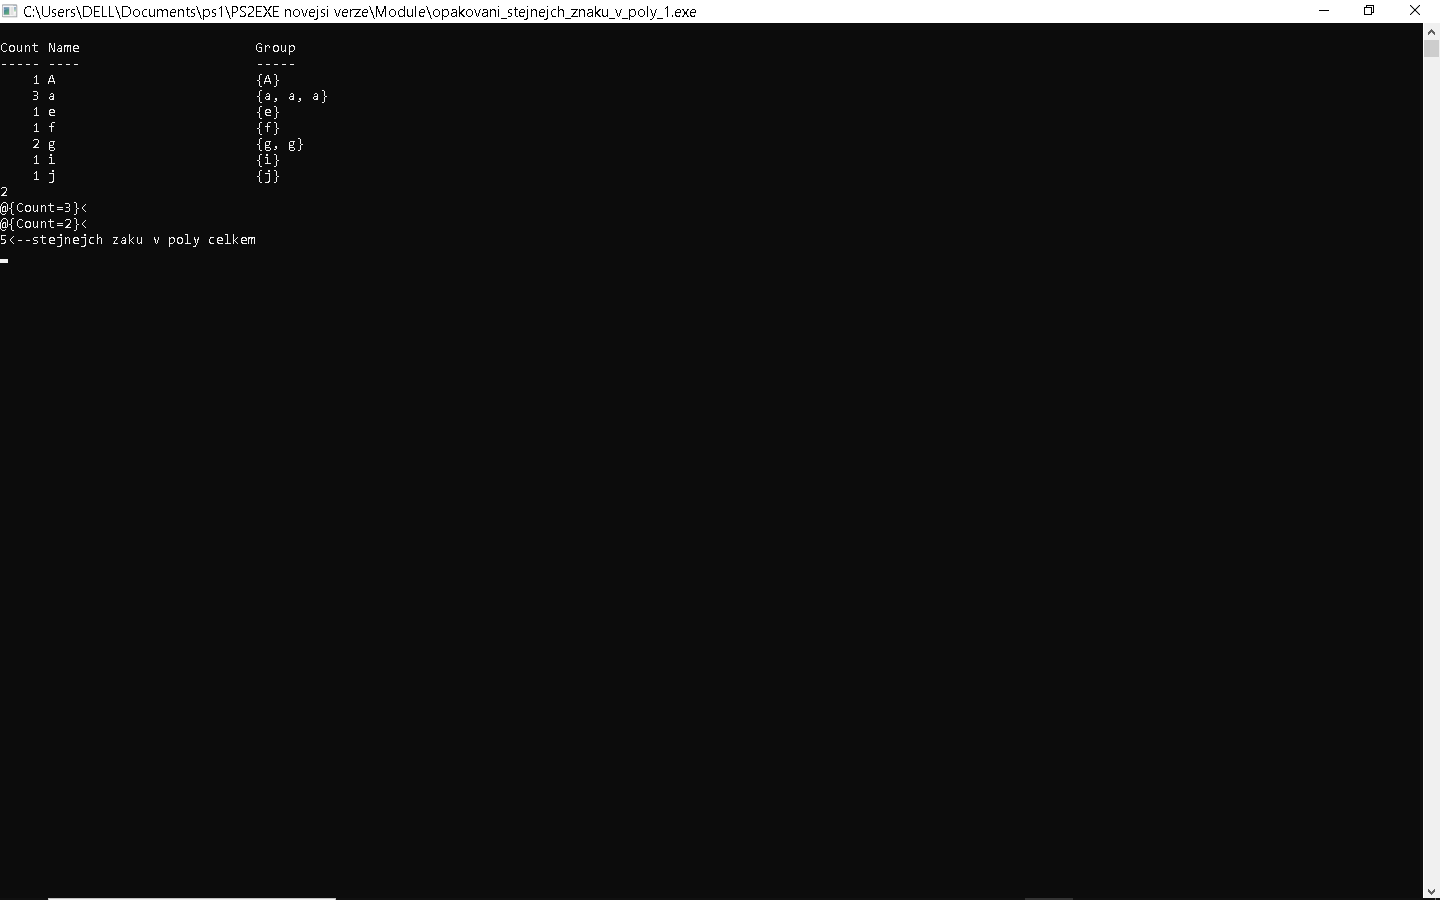 C:\Users\DELL\Documents\ps1\PS2EXE novejsi verze\Module\opakovani_stejnejch_znaku_v_poly_1.exe
Count Name                      Group
----- ----                      -----
    1 A                         {A}
    3 a                         {a, a, a}
    1 e                         {e}
    1 f                         {f}
    2 g                         {g, g}
    1 i                         {i}
    1 j                         {j}
2
@{Count=3}<
@{Count=2}<
5<--stejnejch zaku v poly celkem